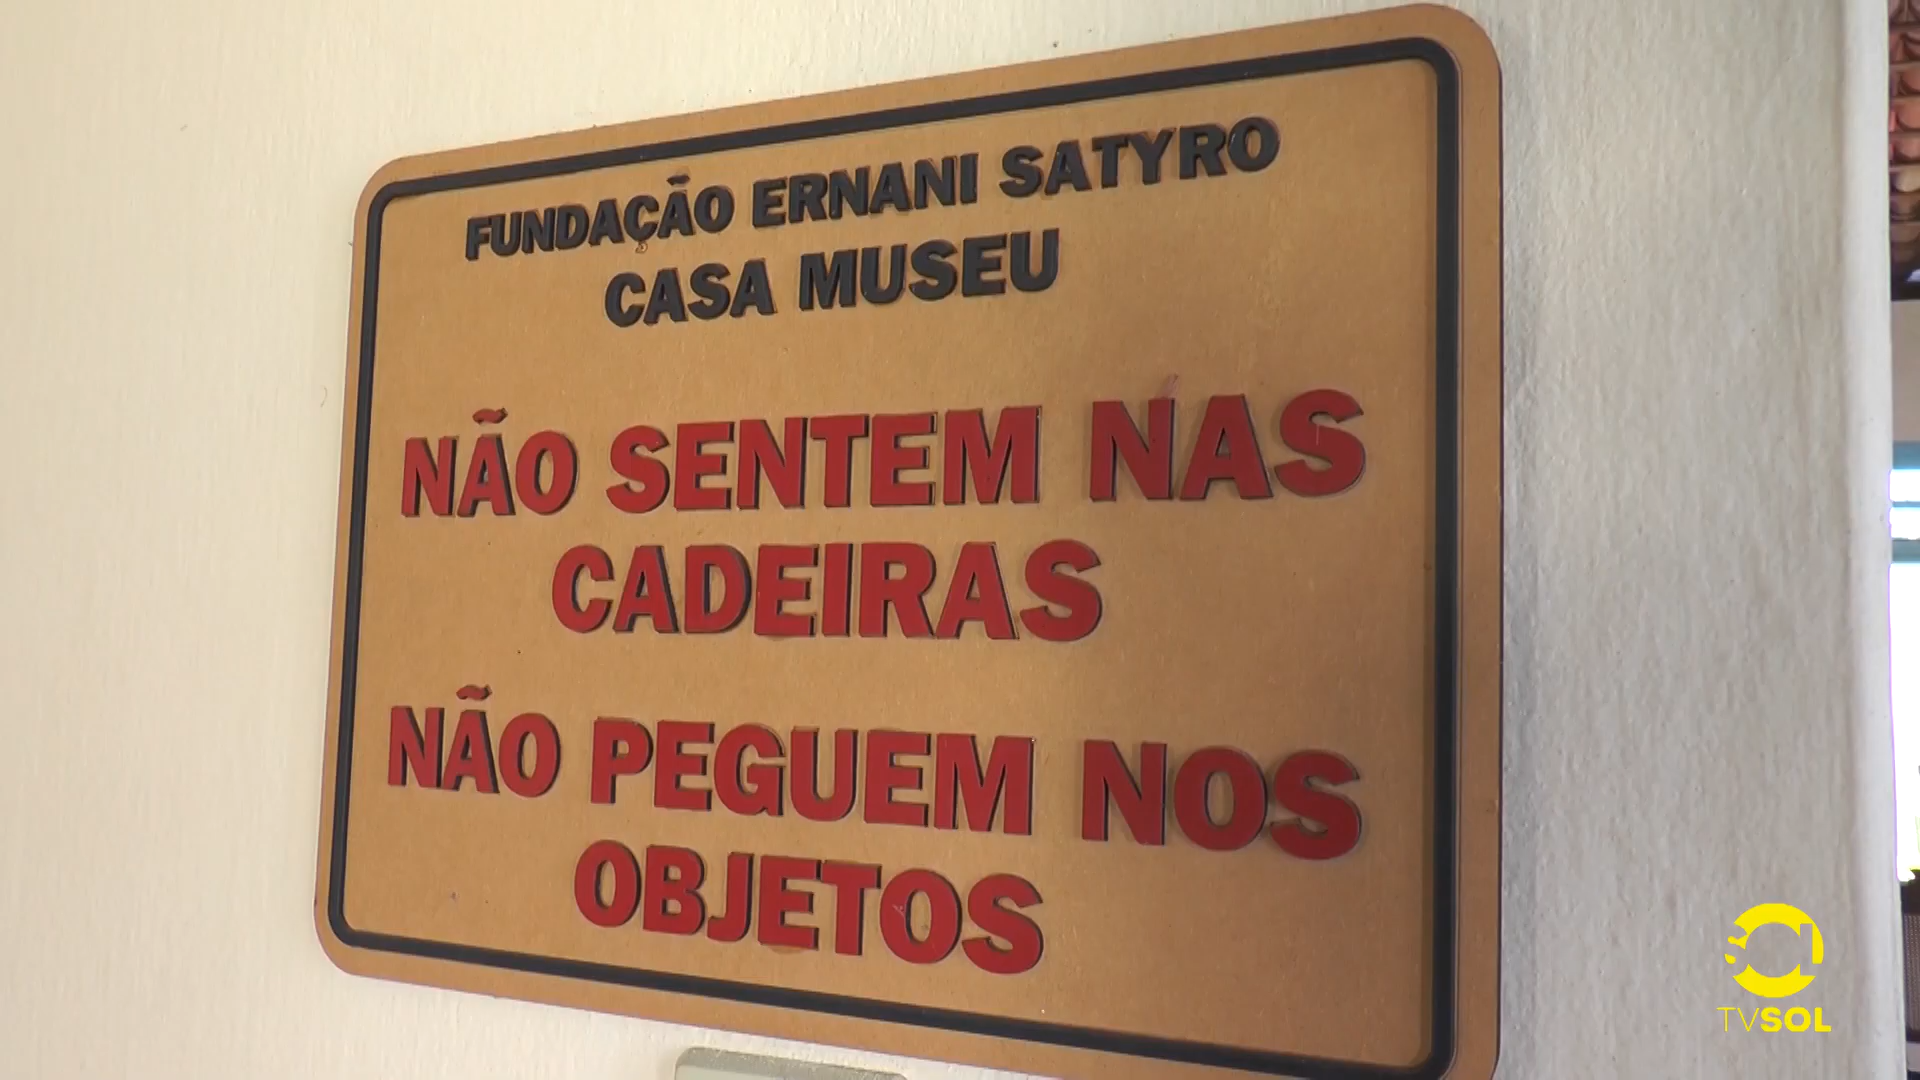 FUNDAÇÃO ERNANI SATYRO
CASA MUSEU
NÃO SENTEM NAS
CADEIRAS
NÃO PEGUEM NOS
OBJETOS
TVSOL